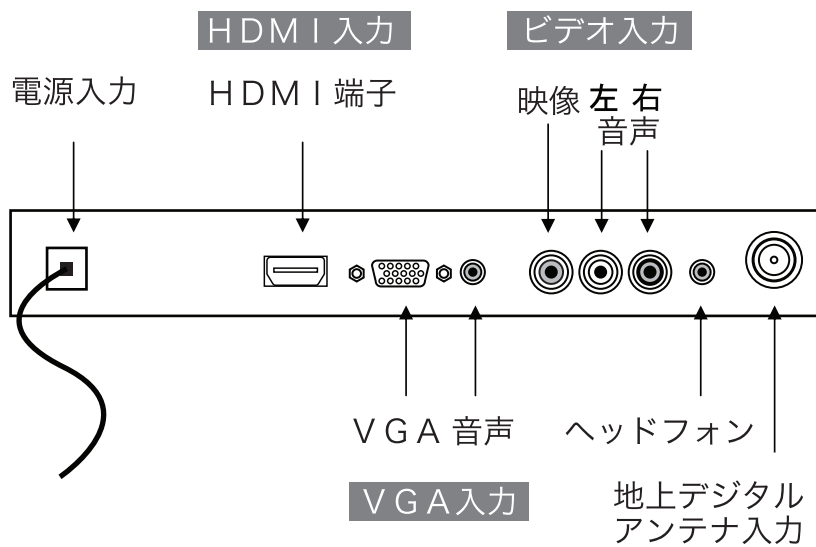 HDMI入力
ビデオ入力
電源入力
HDMI端子
映像 左 右
音声
VGA 音声
ヘッドフォン
VGA入力
地上デジタル
アンテナ入力